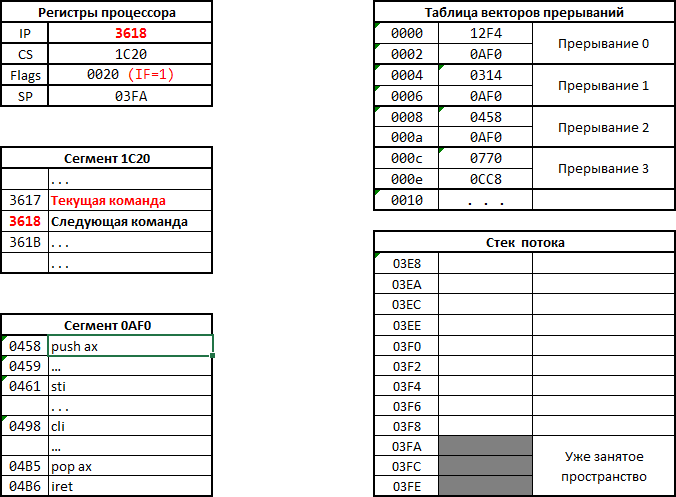 Регистры процессора
IP 3618
CS 1C20
Flags 0020 (IF=1)
SP 03FA
Сегмент 1C20
...
3617 Текущая команда
3618 Следующая команда
361B ...
...
Сегмент 0AF0
0458 push ax
0459 …
0461 sti
...
0498 cli
…
04B5 pop ax
04B6 iret
Таблица векторов прерываний
0000 12F4 Прерывание 0
0002 0AF0
0004 0314 Прерывание 1
0006 0AF0
0008 0458 Прерывание 2
000a 0AF0
000c 0770 Прерывание 3
000e 0CC8
0010 . . .
Стек потока
03E8
03EA
03EC
03EE
03F0
03F2
03F4
03F6
03F8
03FA
03FC
03FE
Уже занятое
пространство